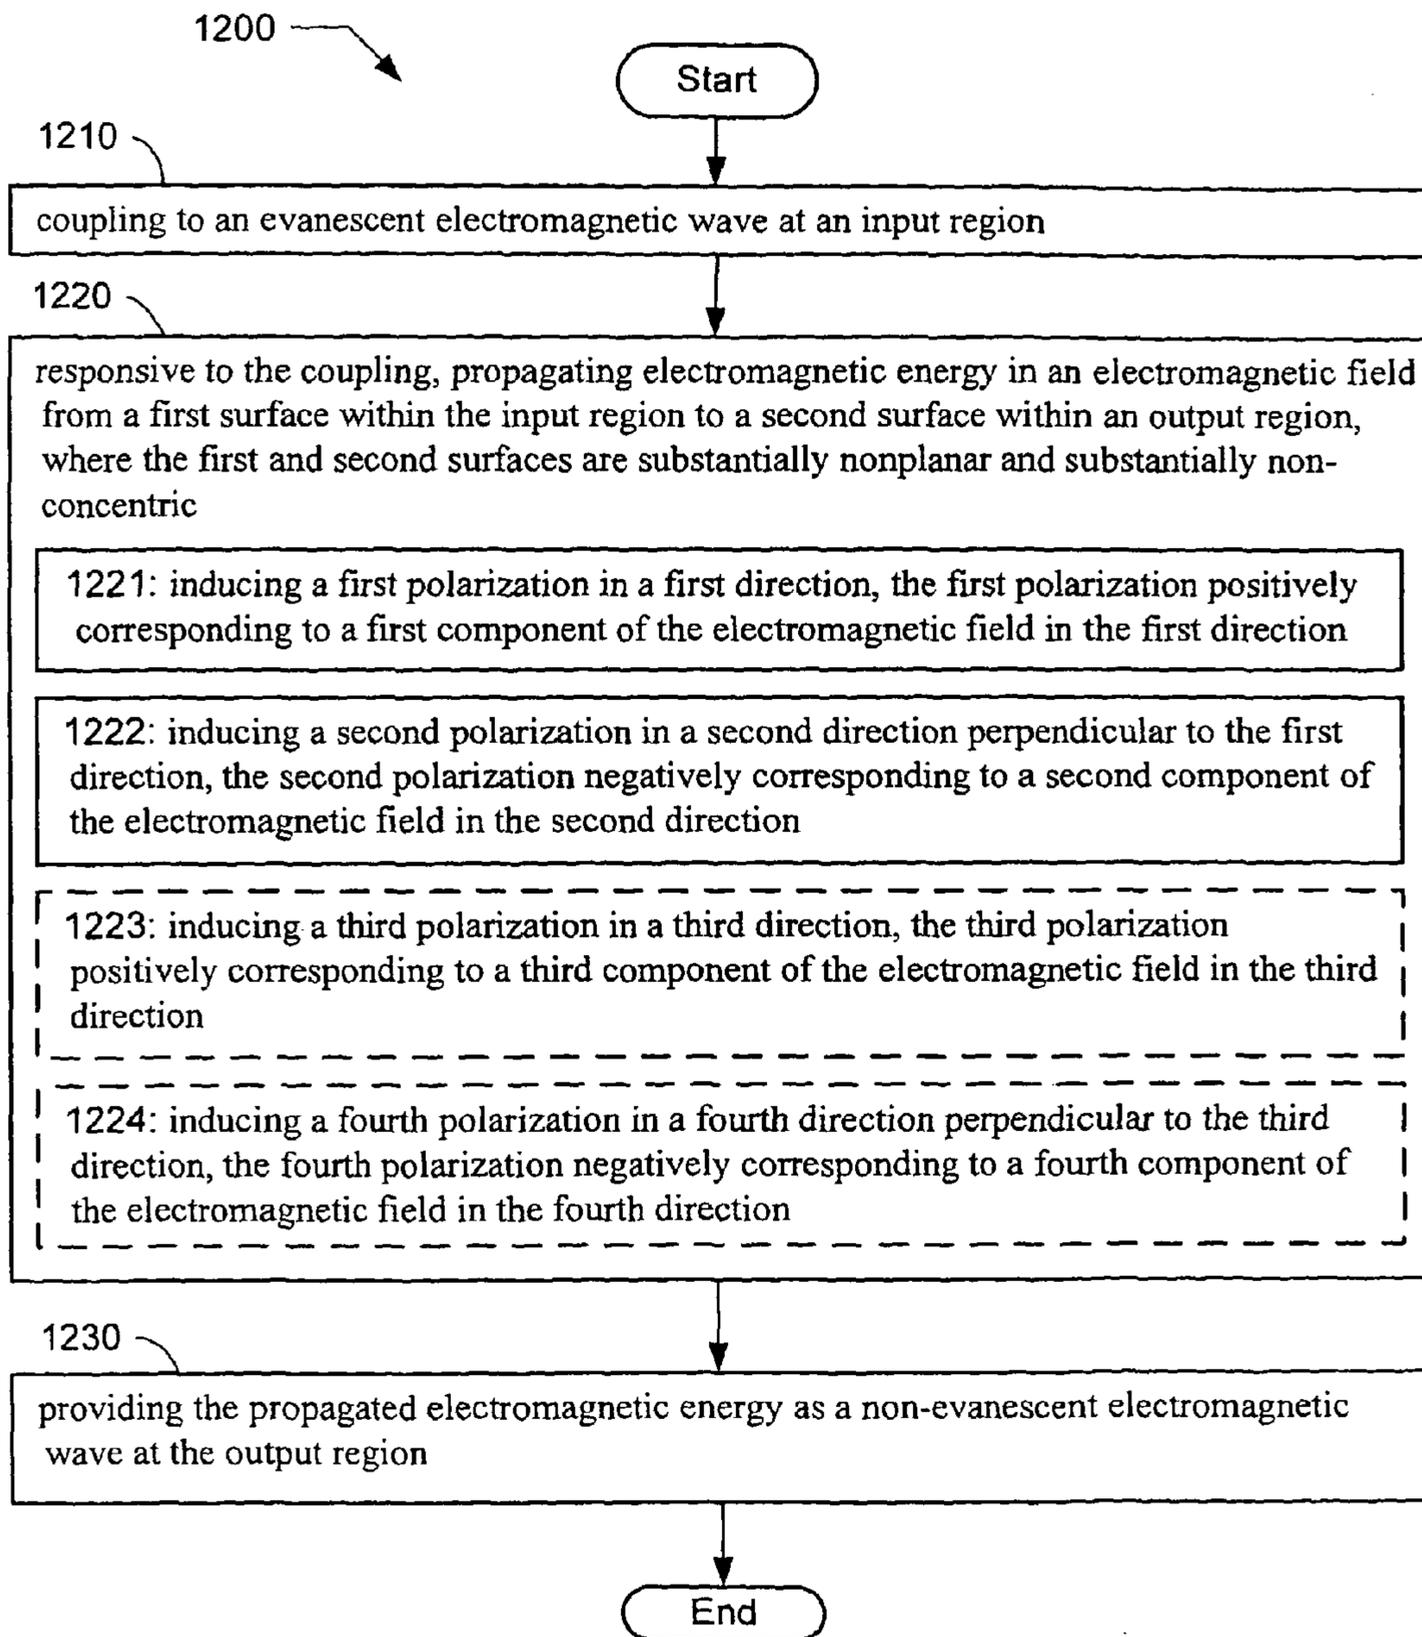 1200
Start
1210
coupling to an evanescent electromagnetic wave at an input region
1220
responsive to the coupling, propagating electromagnetic energy in an electromagnetic field
from a first surface within the input region to a second surface within an output region,
where the first and second surfaces are substantially nonplanar and substantially non-
concentric
1221: inducing a first polarization in a first direction, the first polarization positively
corresponding to a first component of the electromagnetic field in the first direction
1222: inducing a second polarization in a second direction perpendicular to the first
direction, the second polarization negatively corresponding to a second component of
the electromagnetic field in the second direction
1223: inducing a third polarization in a third direction, the third polarization
positively corresponding to a third component of the electromagnetic field in the third
direction
1224: inducing a fourth polarization in a fourth direction perpendicular to the third
direction, the fourth polarization negatively corresponding to a fourth component of
the electromagnetic field in the fourth direction
1230
providing the propagated electromagnetic energy as a non-evanescent electromagnetic
wave at the output region
End